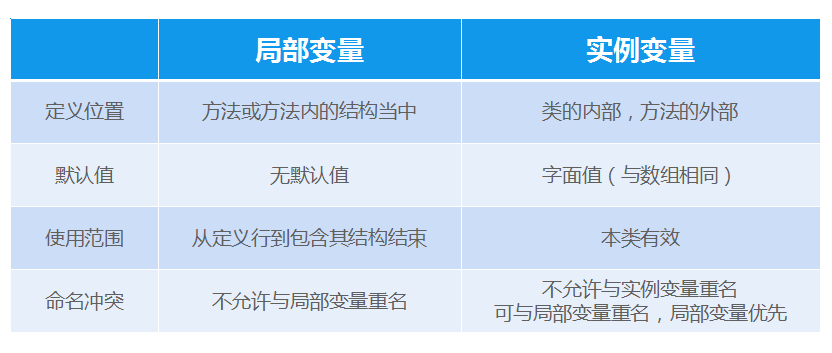 局部变量
实例变量
定义位置
方法或方法内的结构当中
类的内部，方法的外部
默认值
无默认值
字面值（与数组相同）
使用范围
从定义行到包含其结构结束
本类有效
命名冲突
不允许与局部变量重名
不允许与实例变量重名
可与局部变量重名，局部变量优先